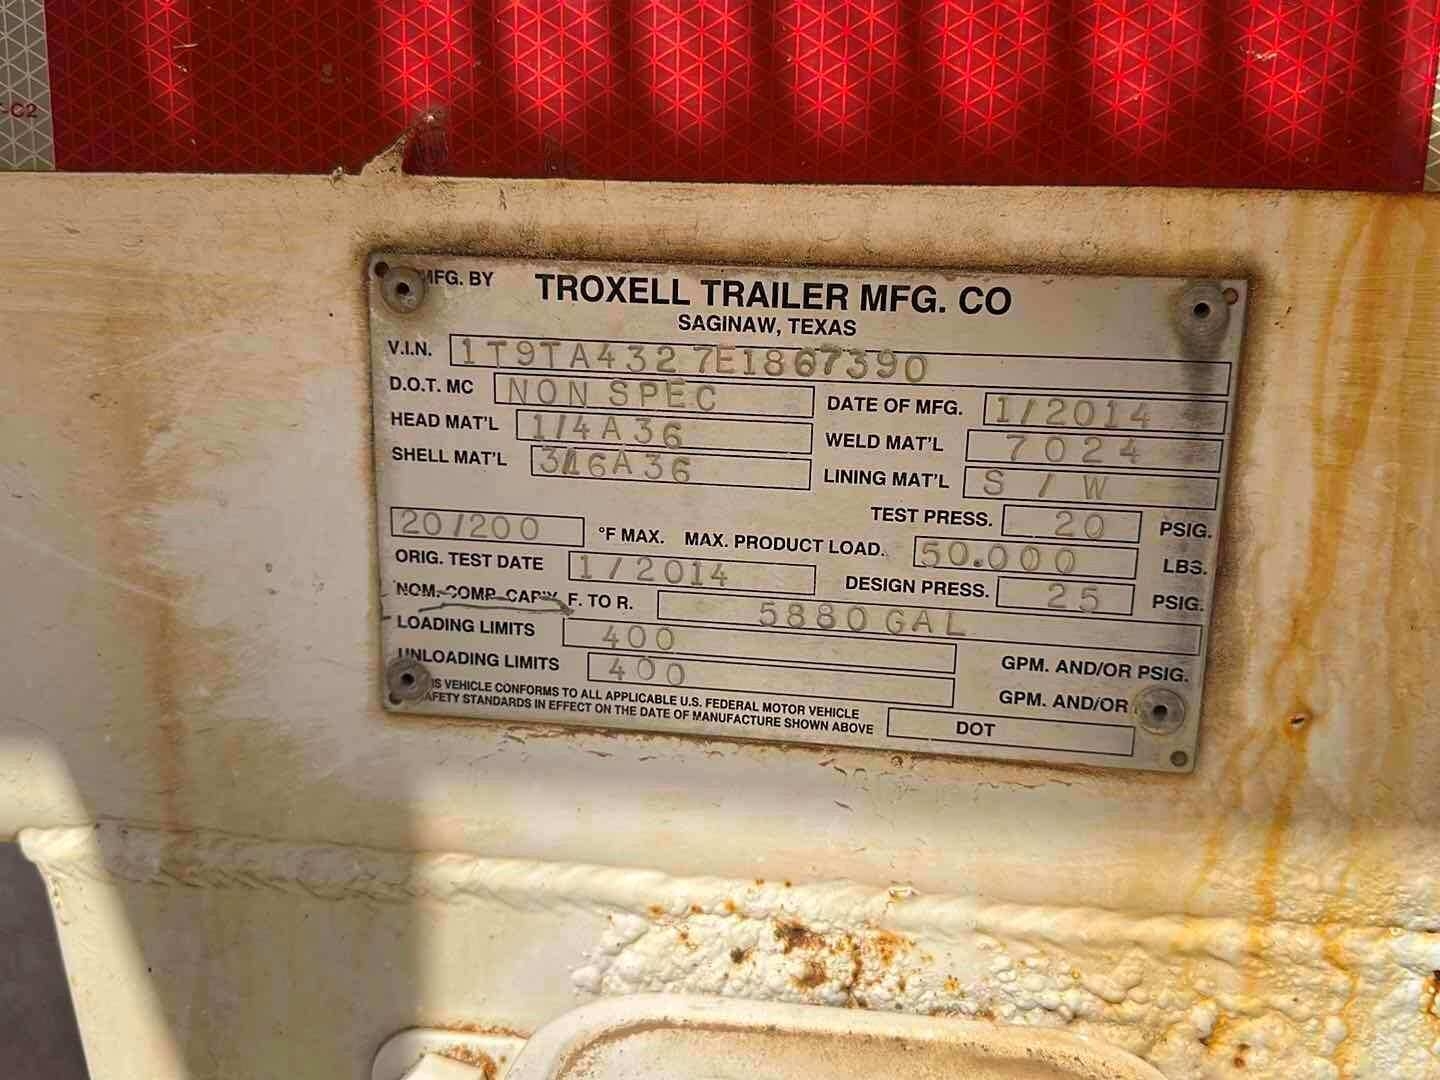 -C2
MFG. BY TROXELL TRAILER MFG. CO
SAGINAW, TEXAS
V.I.N. 1T9TA4327E1867390
D.O.T. MC NON SPEC DATE OF MFG. 1/2014
HEAD MAT'L 1/4A36 WELD MAT'L 7024
SHELL MAT'L 3/16A36 LINING MAT'L S/W
TEST PRESS. 20 PSIG.
20/200 °F MAX. MAX. PRODUCT LOAD. 50.000 LBS.
ORIG. TEST DATE 1/2014 DESIGN PRESS. 25 PSIG.
NOM. COMP. CAP'Y. F. TO R. 5880 GAL
LOADING LIMITS 400 GPM. AND/OR PSIG.
UNLOADING LIMITS 400 GPM. AND/OR
THIS VEHICLE CONFORMS TO ALL APPLICABLE U.S. FEDERAL MOTOR VEHICLE
SAFETY STANDARDS IN EFFECT ON THE DATE OF MANUFACTURE SHOWN ABOVE DOT